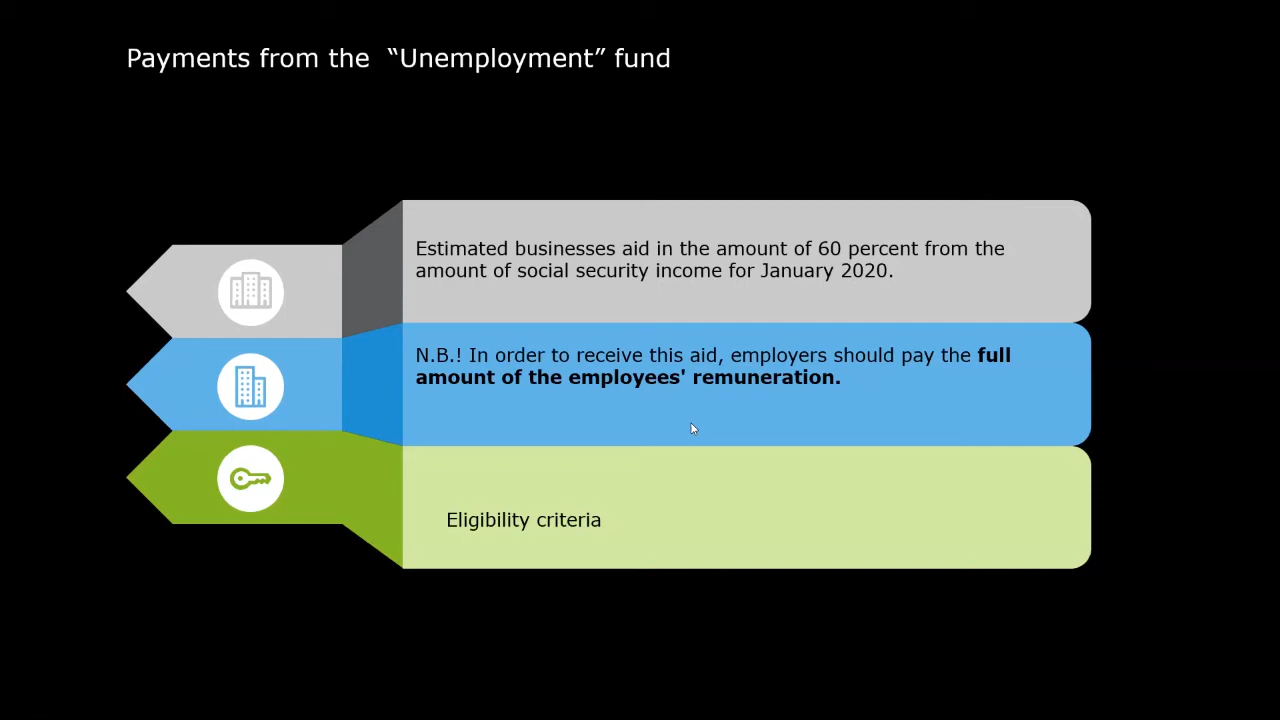 Payments from the  “Unemployment” fund
Estimated businesses aid in the amount of 60 percent from the
amount of social security income for January 2020.
N.B.! In order to receive this aid, employers should pay the full
amount of the employees' remuneration.
Eligibility criteria